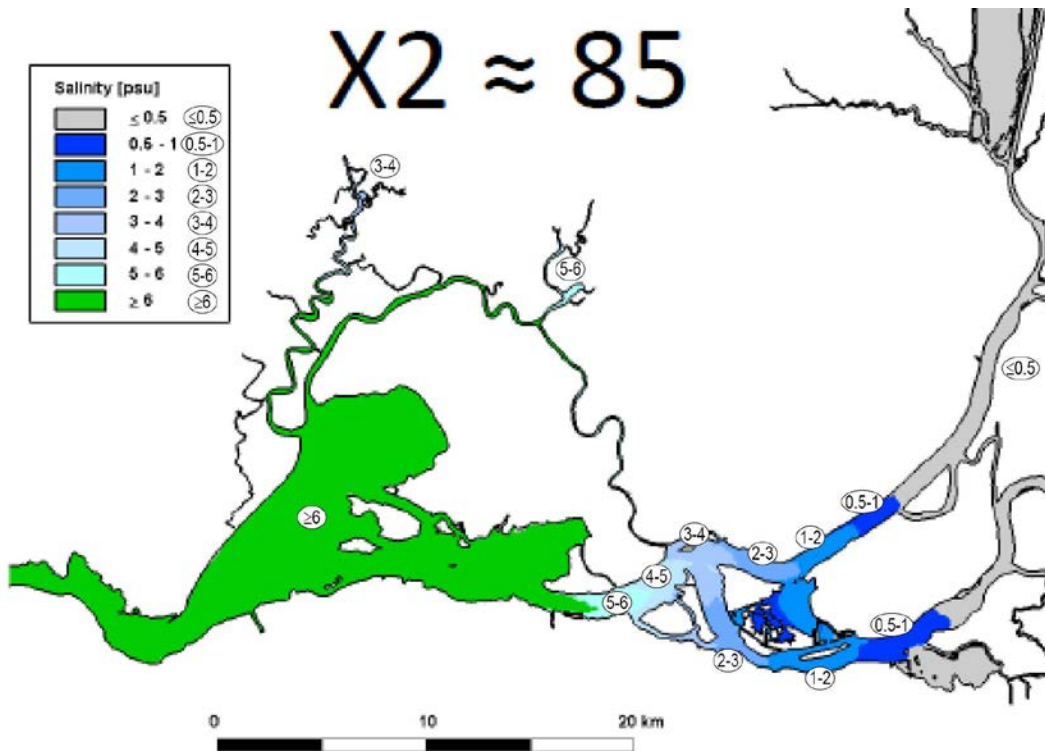 X2 ≈ 85
Salinity [psu]
≤ 0.5 ≤0.5
0.5 - 1 0.5-1
1 - 2 1-2
2 - 3 2-3
3 - 4 3-4
4 - 5 4-5
5 - 6 5-6
≥ 6 ≥6
3-4
5-6
≤0.5
0.5-1
≥6
1-2
3-4
2-3
4-5
5-6
0.5-1
2-3
1-2
0 10 20 km